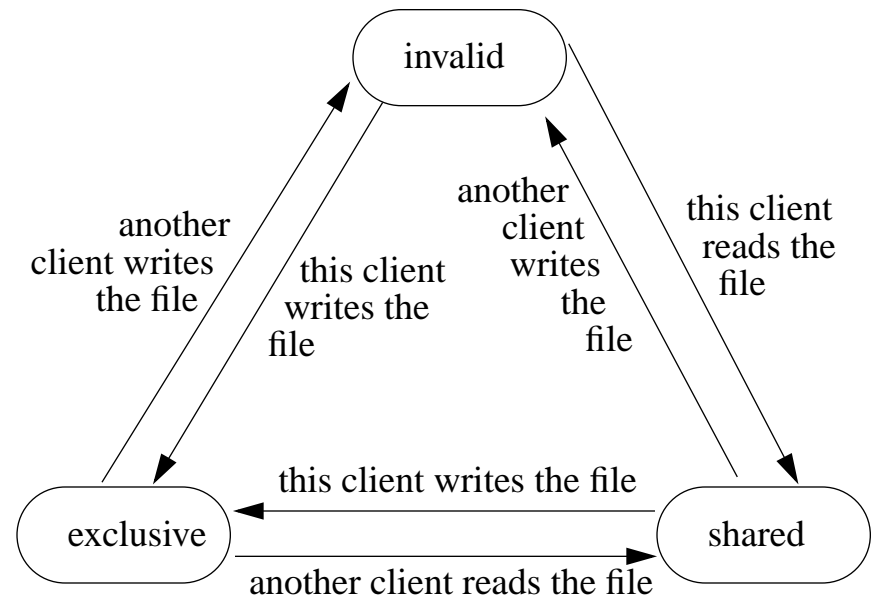 invalid
another
client writes
the file
this client
writes the
file
another
client
writes
the
file
this client
reads the
file
this client writes the file
exclusive
shared
another client reads the file